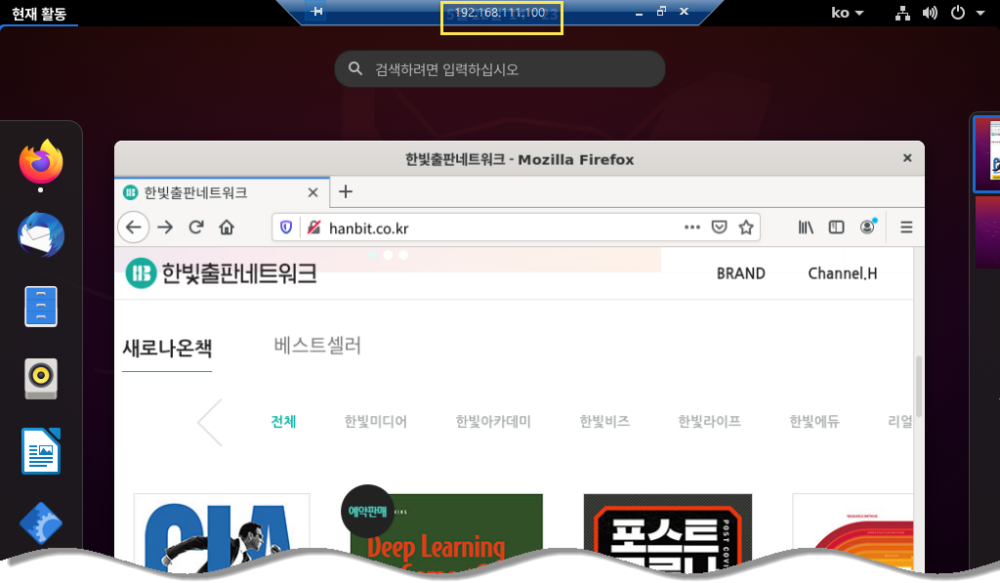 현재 활동
192.168.111.100
ko
검색하려면 입력하십시오
한빛출판네트워크 - Mozilla Firefox
한빛출판네트워크
hanbit.co.kr
한빛출판네트워크 BRAND Channel.H
새로나온책 베스트셀러
전체 한빛미디어 한빛아카데미 한빛비즈 한빛라이프 한빛에듀 리얼
예약판매
Deep Learning
포스트
POST COVI
RESEARCH METHOD